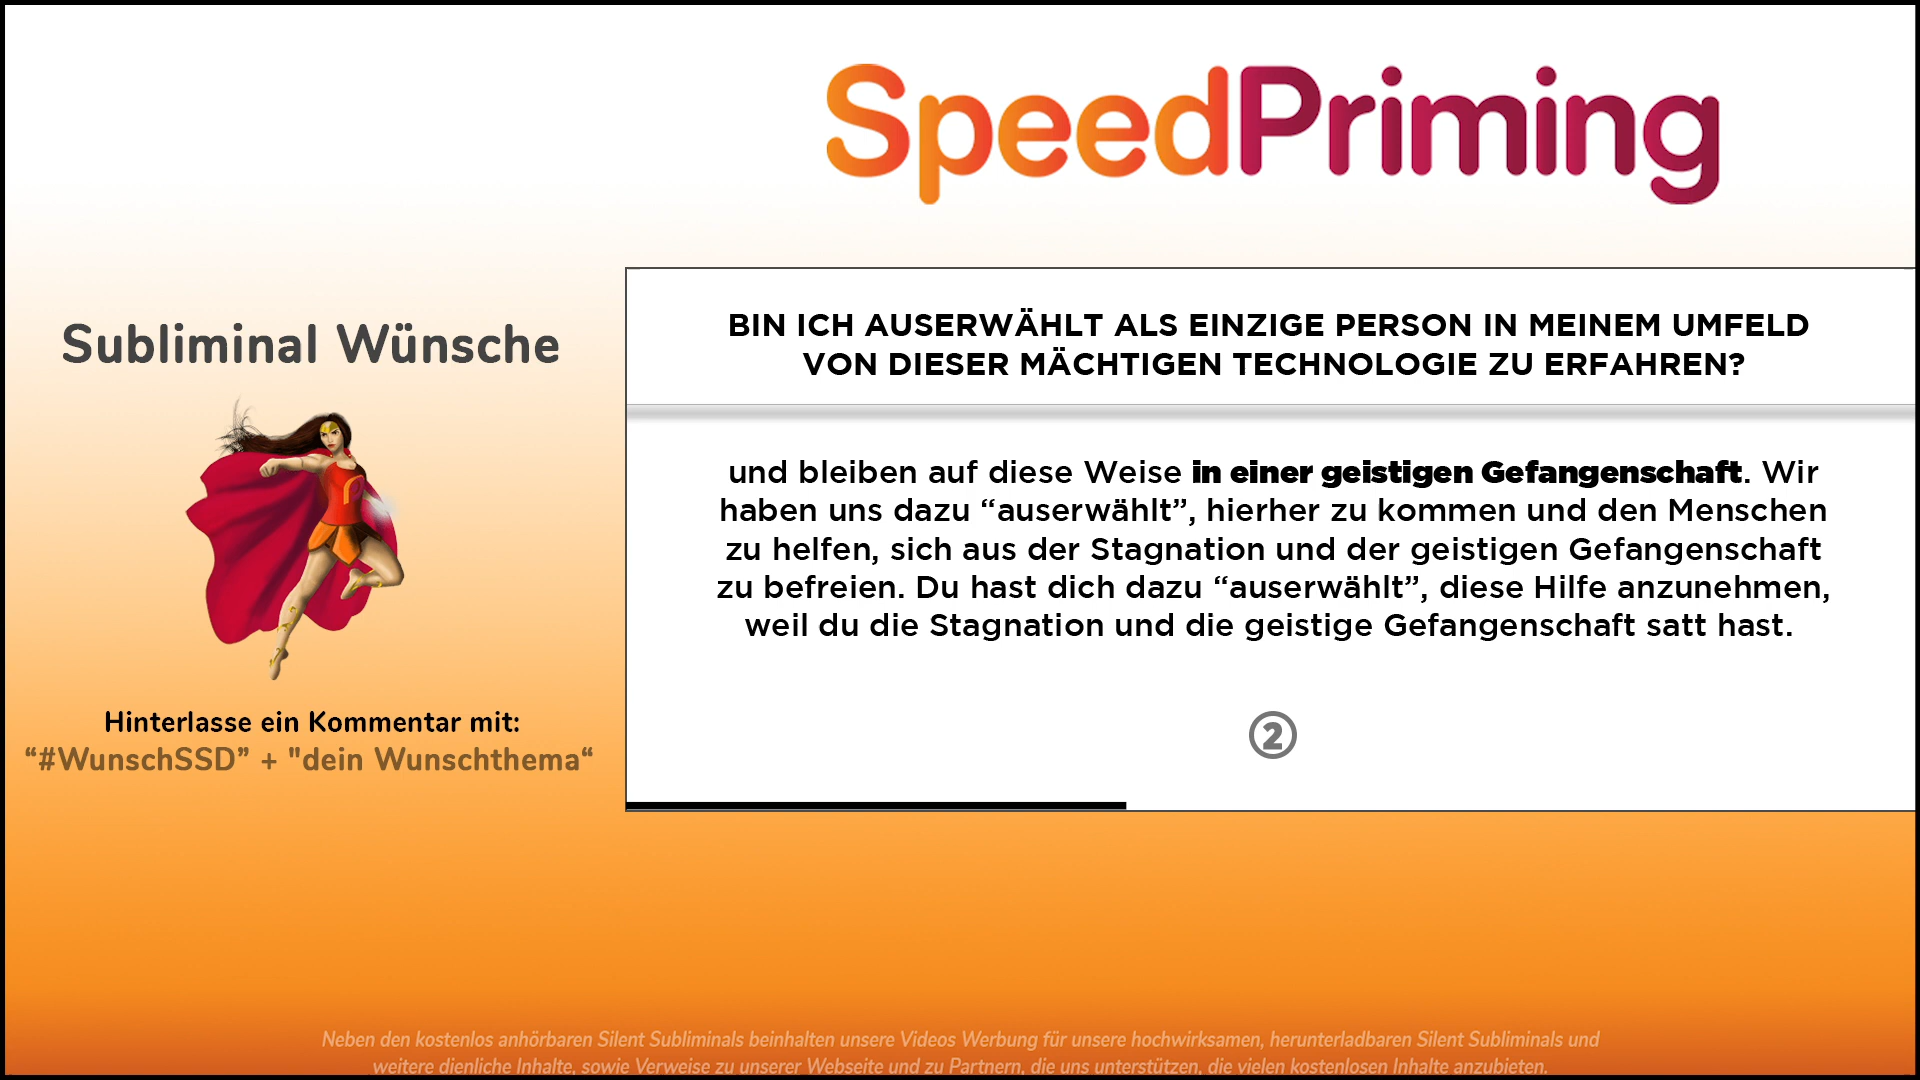 SpeedPriming
Subliminal Wünsche
Hinterlasse ein Kommentar mit:
“#WunschSSD” + "dein Wunschthema“
BIN ICH AUSERWÄHLT ALS EINZIGE PERSON IN MEINEM UMFELD
VON DIESER MÄCHTIGEN TECHNOLOGIE ZU ERFAHREN?
und bleiben auf diese Weise in einer geistigen Gefangenschaft. Wir
haben uns dazu “auserwählt”, hierher zu kommen und den Menschen
zu helfen, sich aus der Stagnation und der geistigen Gefangenschaft
zu befreien. Du hast dich dazu “auserwählt”, diese Hilfe anzunehmen,
weil du die Stagnation und die geistige Gefangenschaft satt hast.
2
Neben den kostenlos anhörbaren Silent Subliminals beinhalten unsere Videos Werbung für unsere hochwirksamen, herunterladbaren Silent Subliminals und
weitere dienliche Inhalte, sowie Verweise zu unserer Webseite und zu Partnern, die uns unterstützen, die vielen kostenlosen Inhalte anzubieten.